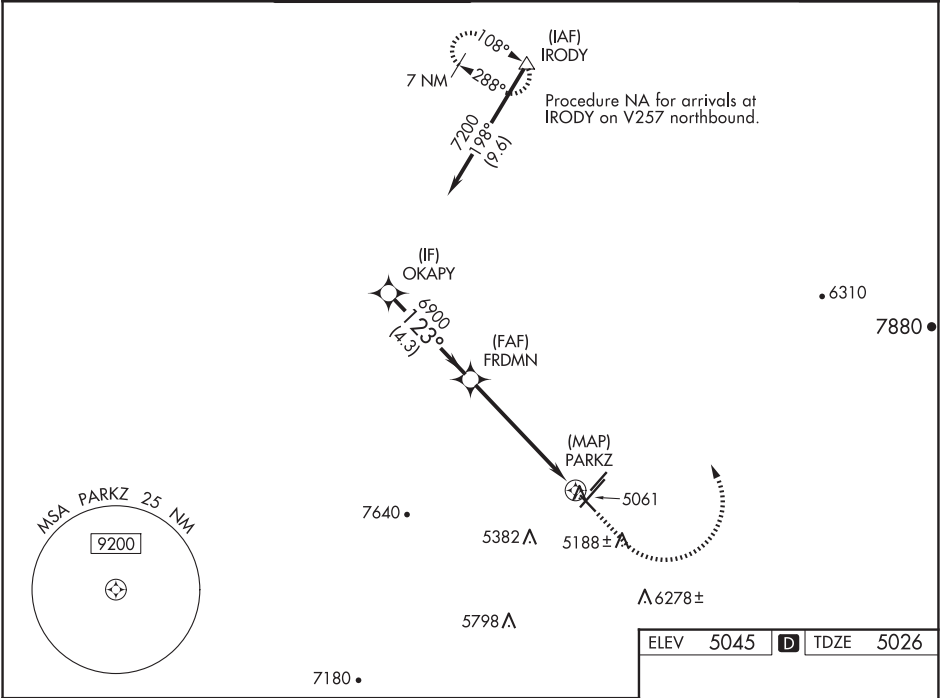 (IAF)
IRODY
108°
288°
7 NM
Procedure NA for arrivals at
IRODY on V257 northbound.
7200
198°
(9.6)
(IF)
OKAPY
6900
123°
(4.3)
6310
7880
(FAF)
FRDMN
(MAP)
PARKZ
5061
7640
5382
5188±
MSA PARKZ 25 NM
9200
6278±
5798
ELEV 5045 D TDZE 5026
7180